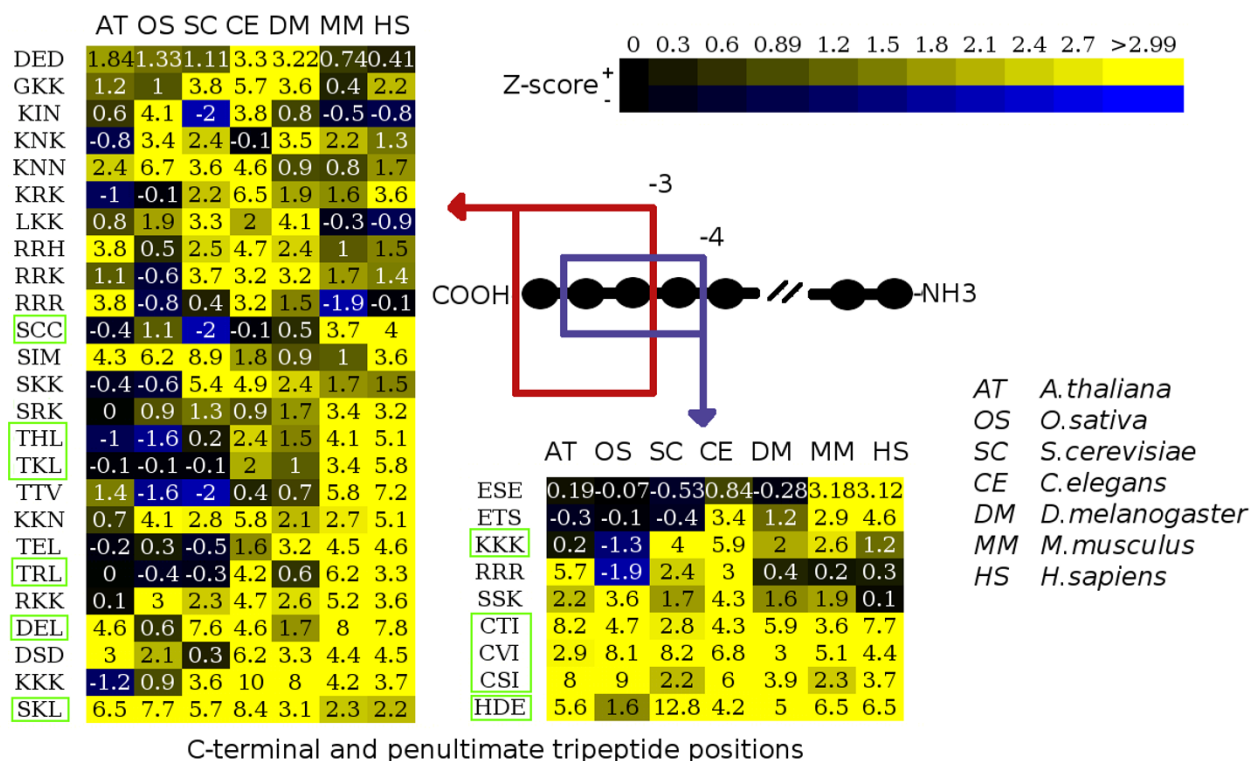 AT OS SC CE DM MM HS
DED 1.84 1.33 1.11 3.3 3.22 0.74 0.41
GKK 1.2 1 3.8 5.7 3.6 0.4 2.2
KIN 0.6 4.1 -2 3.8 0.8 -0.5 -0.8
KNK -0.8 3.4 2.4 -0.1 3.5 2.2 1.3
KNN 2.4 6.7 3.6 4.6 0.9 0.8 1.7
KRK -1 -0.1 2.2 6.5 1.9 1.6 3.6
LKK 0.8 1.9 3.3 2 4.1 -0.3 -0.9
RRH 3.8 0.5 2.5 4.7 2.4 1 1.5
RRK 1.1 -0.6 3.7 3.2 3.2 1.7 1.4
RRR 3.8 -0.8 0.4 3.2 1.5 -1.9 -0.1
SCC -0.4 1.1 -2 -0.1 0.5 3.7 4
SIM 4.3 6.2 8.9 1.8 0.9 1 3.6
SKK -0.4 -0.6 5.4 4.9 2.4 1.7 1.5
SRK 0 0.9 1.3 0.9 1.7 3.4 3.2
THL -1 -1.6 0.2 2.4 1.5 4.1 5.1
TKL -0.1 -0.1 -0.1 2 1 3.4 5.8
TTV 1.4 -1.6 -2 0.4 0.7 5.8 7.2
KKN 0.7 4.1 2.8 5.8 2.1 2.7 5.1
TEL -0.2 0.3 -0.5 1.6 3.2 4.5 4.6
TRL 0 -0.4 -0.3 4.2 0.6 6.2 3.3
RKK 0.1 3 2.3 4.7 2.6 5.2 3.6
DEL 4.6 0.6 7.6 4.6 1.7 8 7.8
DSD 3 2.1 0.3 6.2 3.3 4.4 4.5
KKK -1.2 0.9 3.6 10 8 4.2 3.7
SKL 6.5 7.7 5.7 8.4 3.1 2.3 2.2
0 0.3 0.6 0.89 1.2 1.5 1.8 2.1 2.4 2.7 >2.99
Z-score + -
-3
-4
COOH -NH3
AT A.thaliana
OS O.sativa
SC S.cerevisiae
CE C.elegans
DM D.melanogaster
MM M.musculus
HS H.sapiens
AT OS SC CE DM MM HS
ESE 0.19 -0.07 -0.53 0.84 -0.28 3.18 3.12
ETS -0.3 -0.1 -0.4 3.4 1.2 2.9 4.6
KKK 0.2 -1.3 4 5.9 2 2.6 1.2
RRR 5.7 -1.9 2.4 3 0.4 0.2 0.3
SSK 2.2 3.6 1.7 4.3 1.6 1.9 0.1
CTI 8.2 4.7 2.8 4.3 5.9 3.6 7.7
CVI 2.9 8.1 8.2 6.8 3 5.1 4.4
CSI 8 9 2.2 6 3.9 2.3 3.7
HDE 5.6 1.6 12.8 4.2 5 6.5 6.5
C-terminal and penultimate tripeptide positions